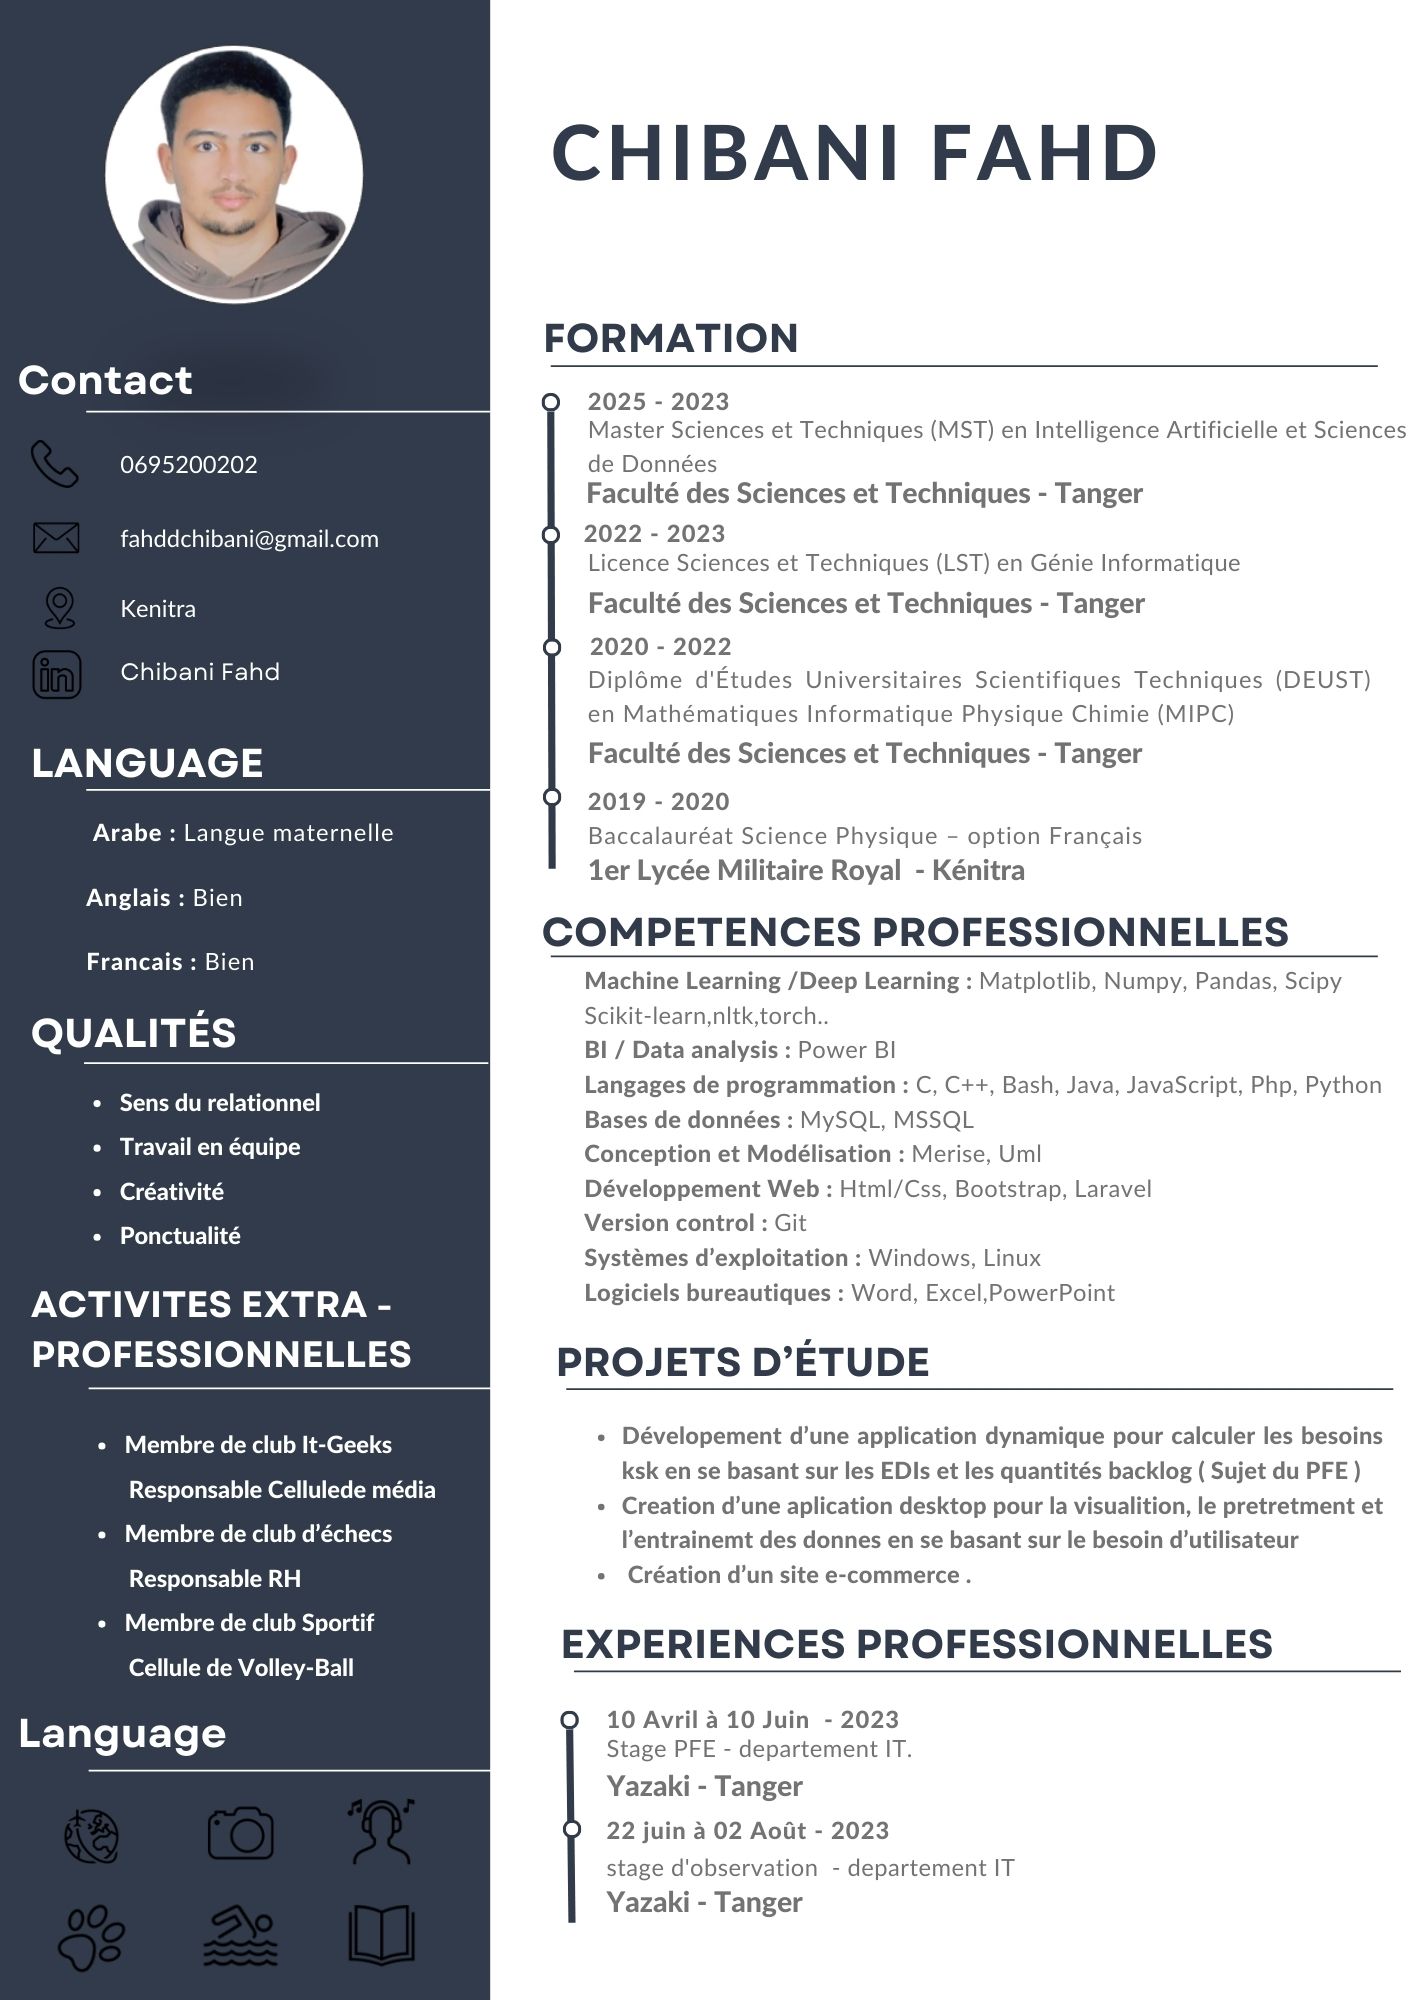 Contact
0695200202
fahddchibani@gmail.com
Kenitra
in
Chibani Fahd
LANGUAGE
Arabe : Langue maternelle
Anglais : Bien
Francais : Bien
QUALITÉS
• Sens du relationnel
• Travail en équipe
• Créativité
• Ponctualité
ACTIVITES EXTRA -
PROFESSIONNELLES
• Membre de club It-Geeks
Responsable Cellulede média
• Membre de club d’échecs
Responsable RH
• Membre de club Sportif
Cellule de Volley-Ball
Language
CHIBANI FAHD
FORMATION
2025 - 2023
Master Sciences et Techniques (MST) en Intelligence Artificielle et Sciences
de Données
Faculté des Sciences et Techniques - Tanger
2022 - 2023
Licence Sciences et Techniques (LST) en Génie Informatique
Faculté des Sciences et Techniques - Tanger
2020 - 2022
Diplôme d'Études Universitaires Scientifiques Techniques (DEUST)
en Mathématiques Informatique Physique Chimie (MIPC)
Faculté des Sciences et Techniques - Tanger
2019 - 2020
Baccalauréat Science Physique – option Français
1er Lycée Militaire Royal - Kénitra
COMPETENCES PROFESSIONNELLES
Machine Learning /Deep Learning : Matplotlib, Numpy, Pandas, Scipy
Scikit-learn,nltk,torch..
BI / Data analysis : Power BI
Langages de programmation : C, C++, Bash, Java, JavaScript, Php, Python
Bases de données : MySQL, MSSQL
Conception et Modélisation : Merise, Uml
Développement Web : Html/Css, Bootstrap, Laravel
Version control : Git
Systèmes d’exploitation : Windows, Linux
Logiciels bureautiques : Word, Excel,PowerPoint
PROJETS D’ÉTUDE
• Dévelopement d’une application dynamique pour calculer les besoins
ksk en se basant sur les EDIs et les quantités backlog ( Sujet du PFE )
• Creation d’une aplication desktop pour la visualition, le pretretment et
l’entrainemt des donnes en se basant sur le besoin d’utilisateur
• Création d’un site e-commerce .
EXPERIENCES PROFESSIONNELLES
10 Avril à 10 Juin - 2023
Stage PFE - departement IT.
Yazaki - Tanger
22 juin à 02 Août - 2023
stage d'observation - departement IT
Yazaki - Tanger